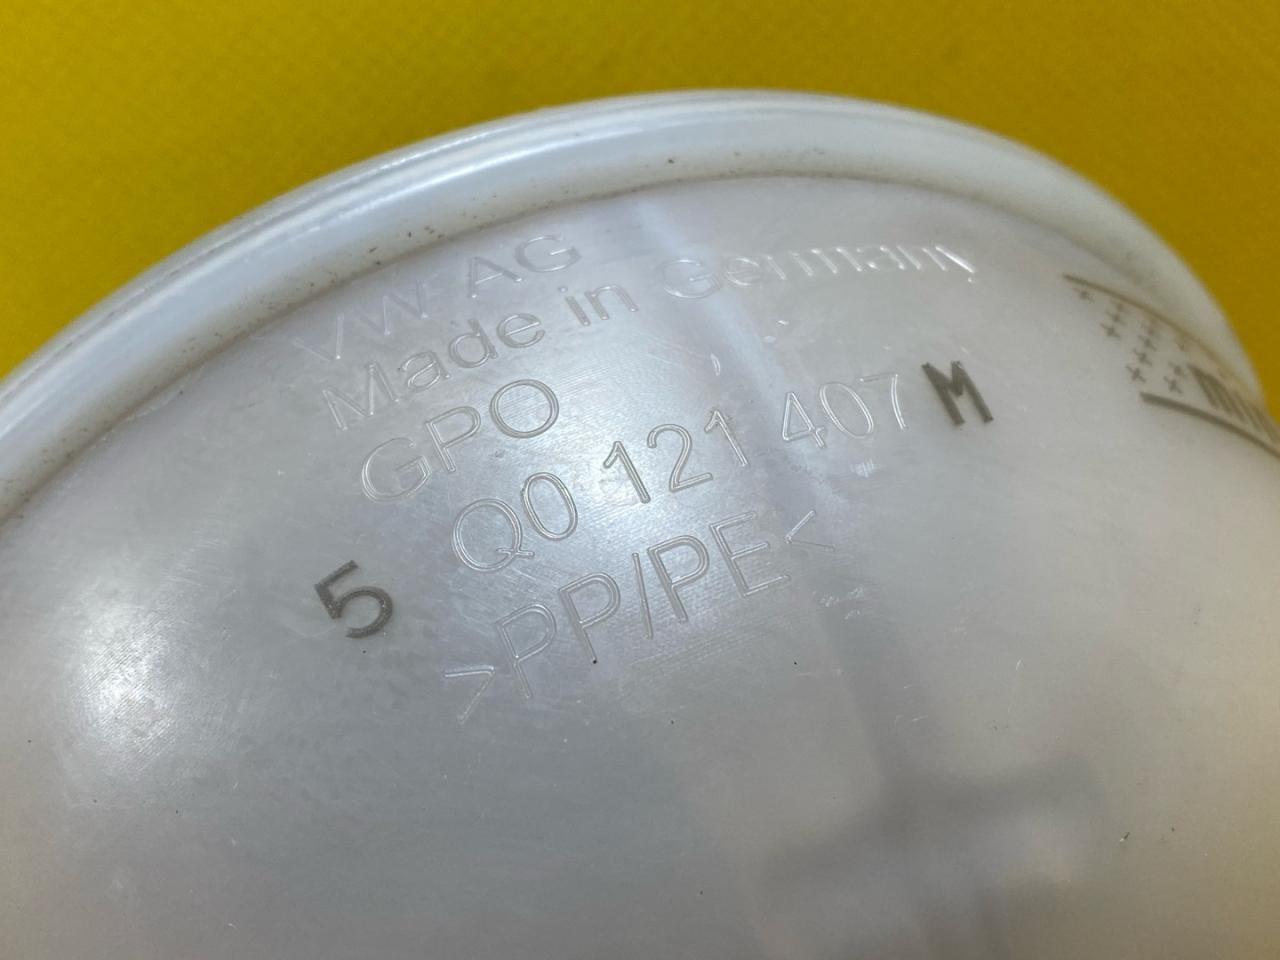 VW AG
Made in Germany
GPO
5 Q0 121 407 M
>PP/PE<